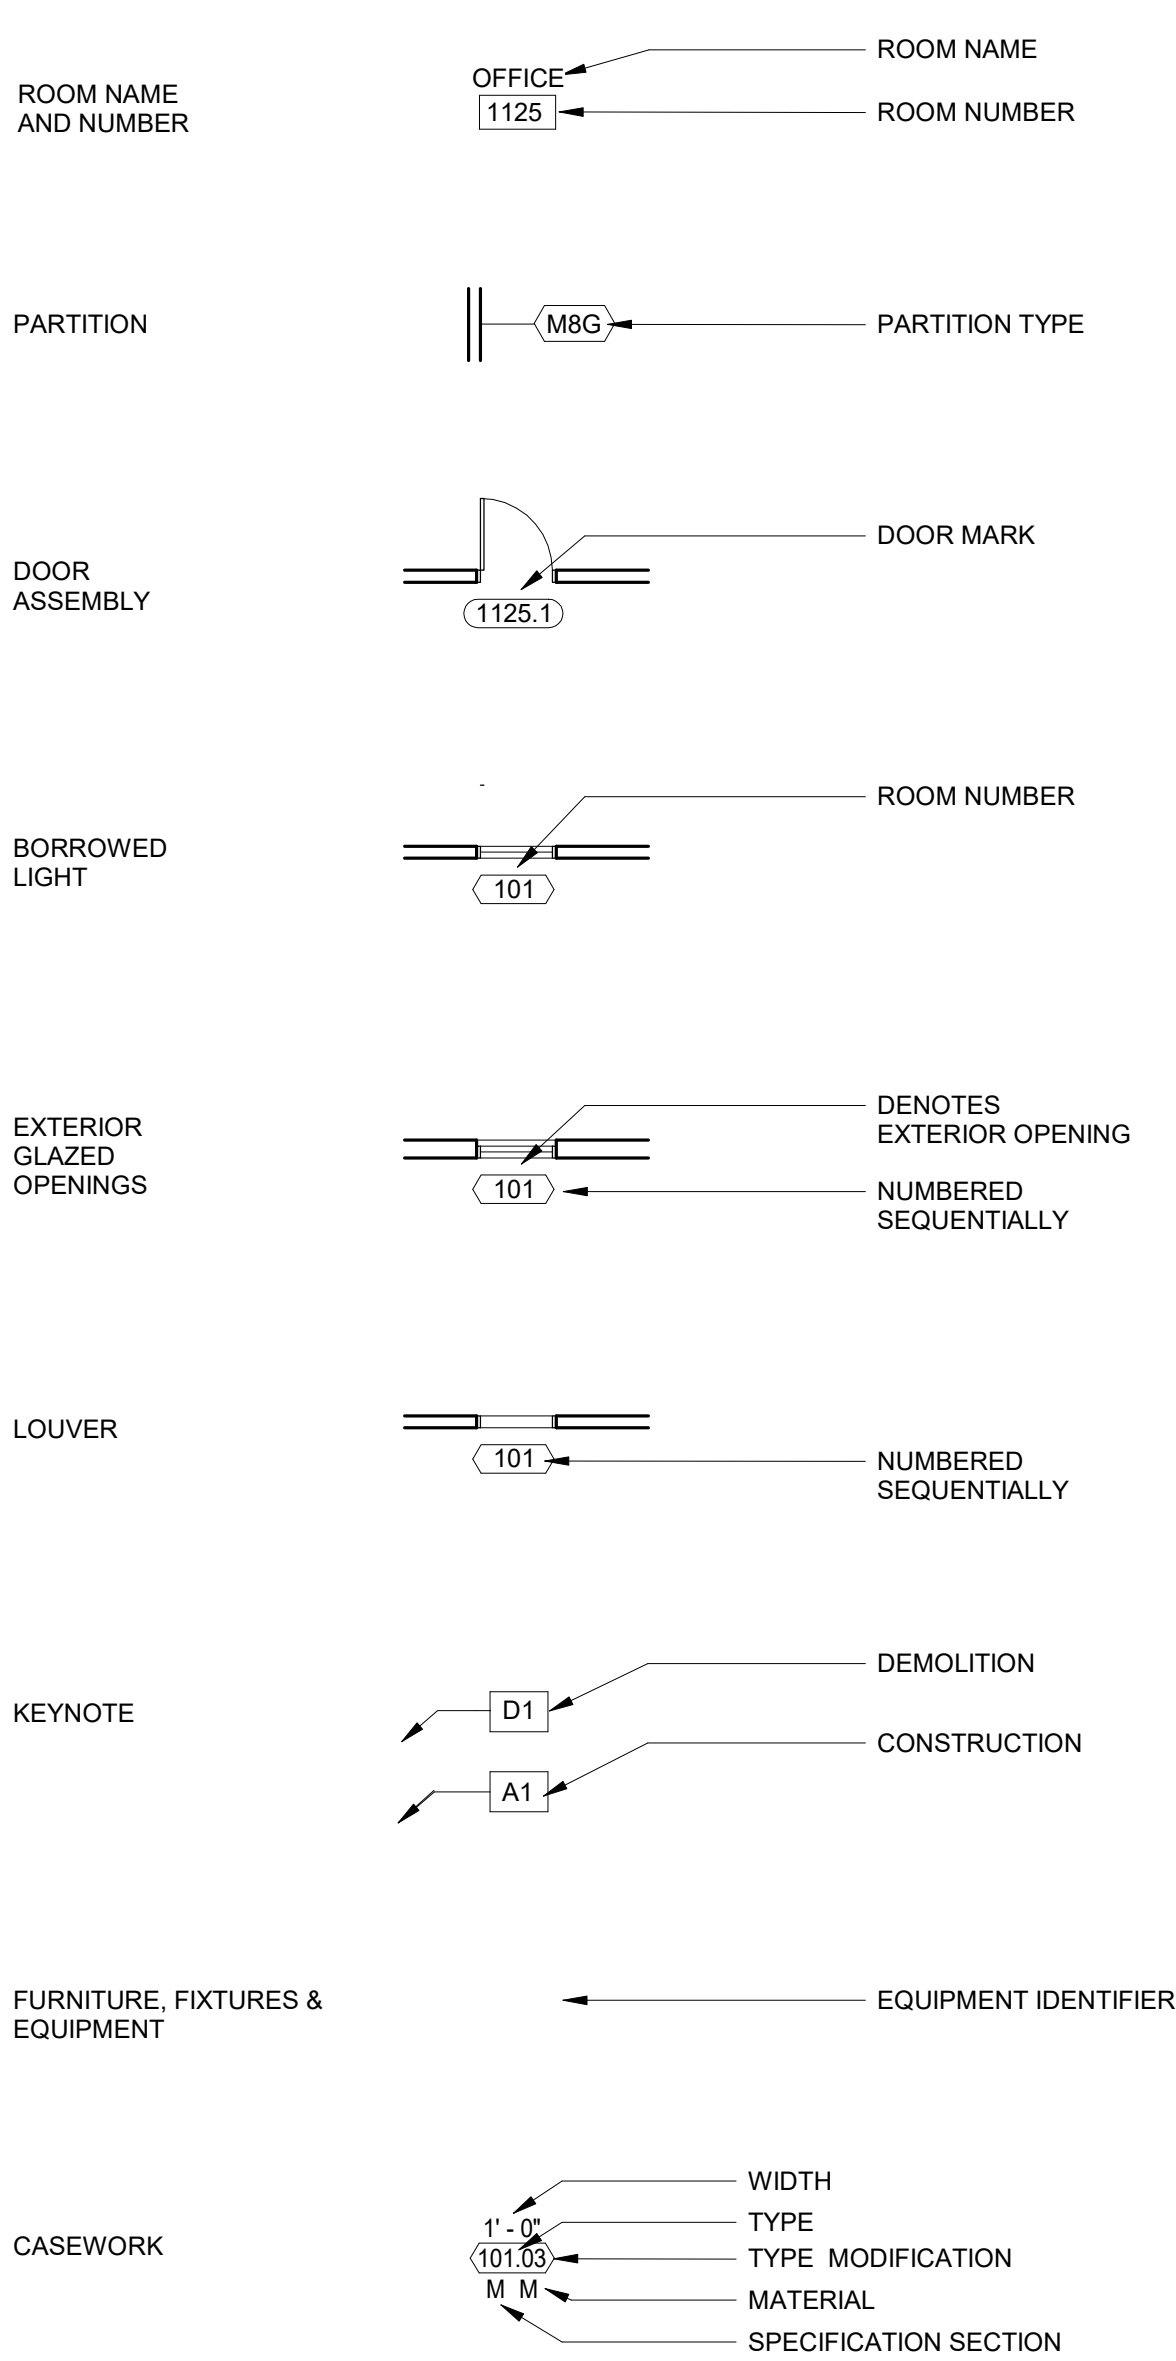 ROOM NAME
OFFICE
ROOM NAME
AND NUMBER
1125
ROOM NUMBER
PARTITION
M8G
PARTITION TYPE
DOOR MARK
DOOR
ASSEMBLY
1125.1
-
ROOM NUMBER
BORROWED
LIGHT
101
DENOTES
EXTERIOR OPENING
EXTERIOR
GLAZED
OPENINGS
101
NUMBERED
SEQUENTIALLY
LOUVER
101
NUMBERED
SEQUENTIALLY
DEMOLITION
KEYNOTE
D1
CONSTRUCTION
A1
FURNITURE, FIXTURES &
EQUIPMENT
EQUIPMENT IDENTIFIER
WIDTH
1' - 0"
TYPE
CASEWORK
101.03
TYPE MODIFICATION
M M
MATERIAL
SPECIFICATION SECTION